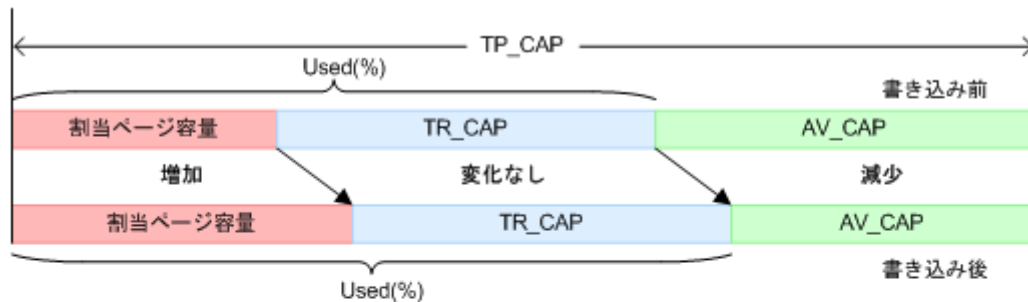 TP_CAP
Used(%)
書き込み前
割当ページ容量 TR_CAP AV_CAP
増加 変化なし 減少
割当ページ容量 TR_CAP AV_CAP
書き込み後
Used(%)